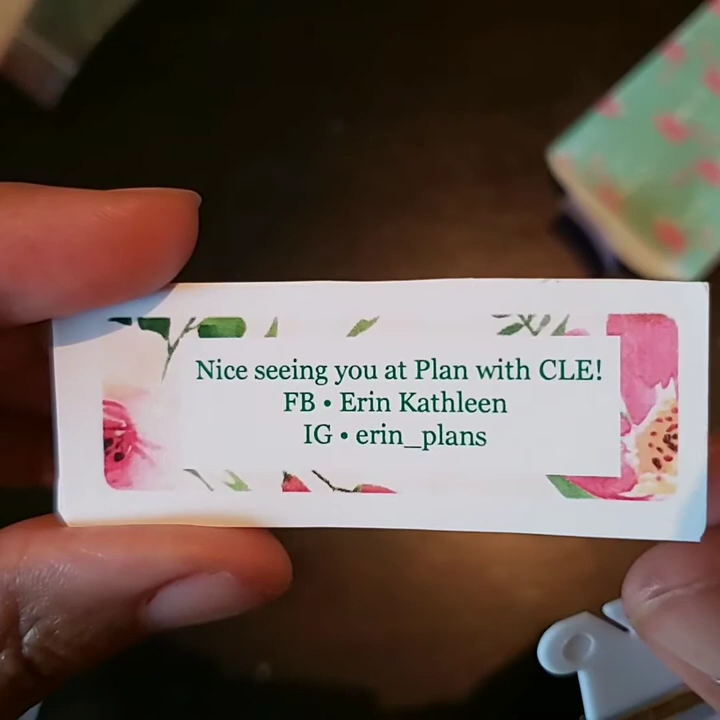 Nice seeing you at Plan with CLE!
FB • Erin Kathleen
IG • erin_plans